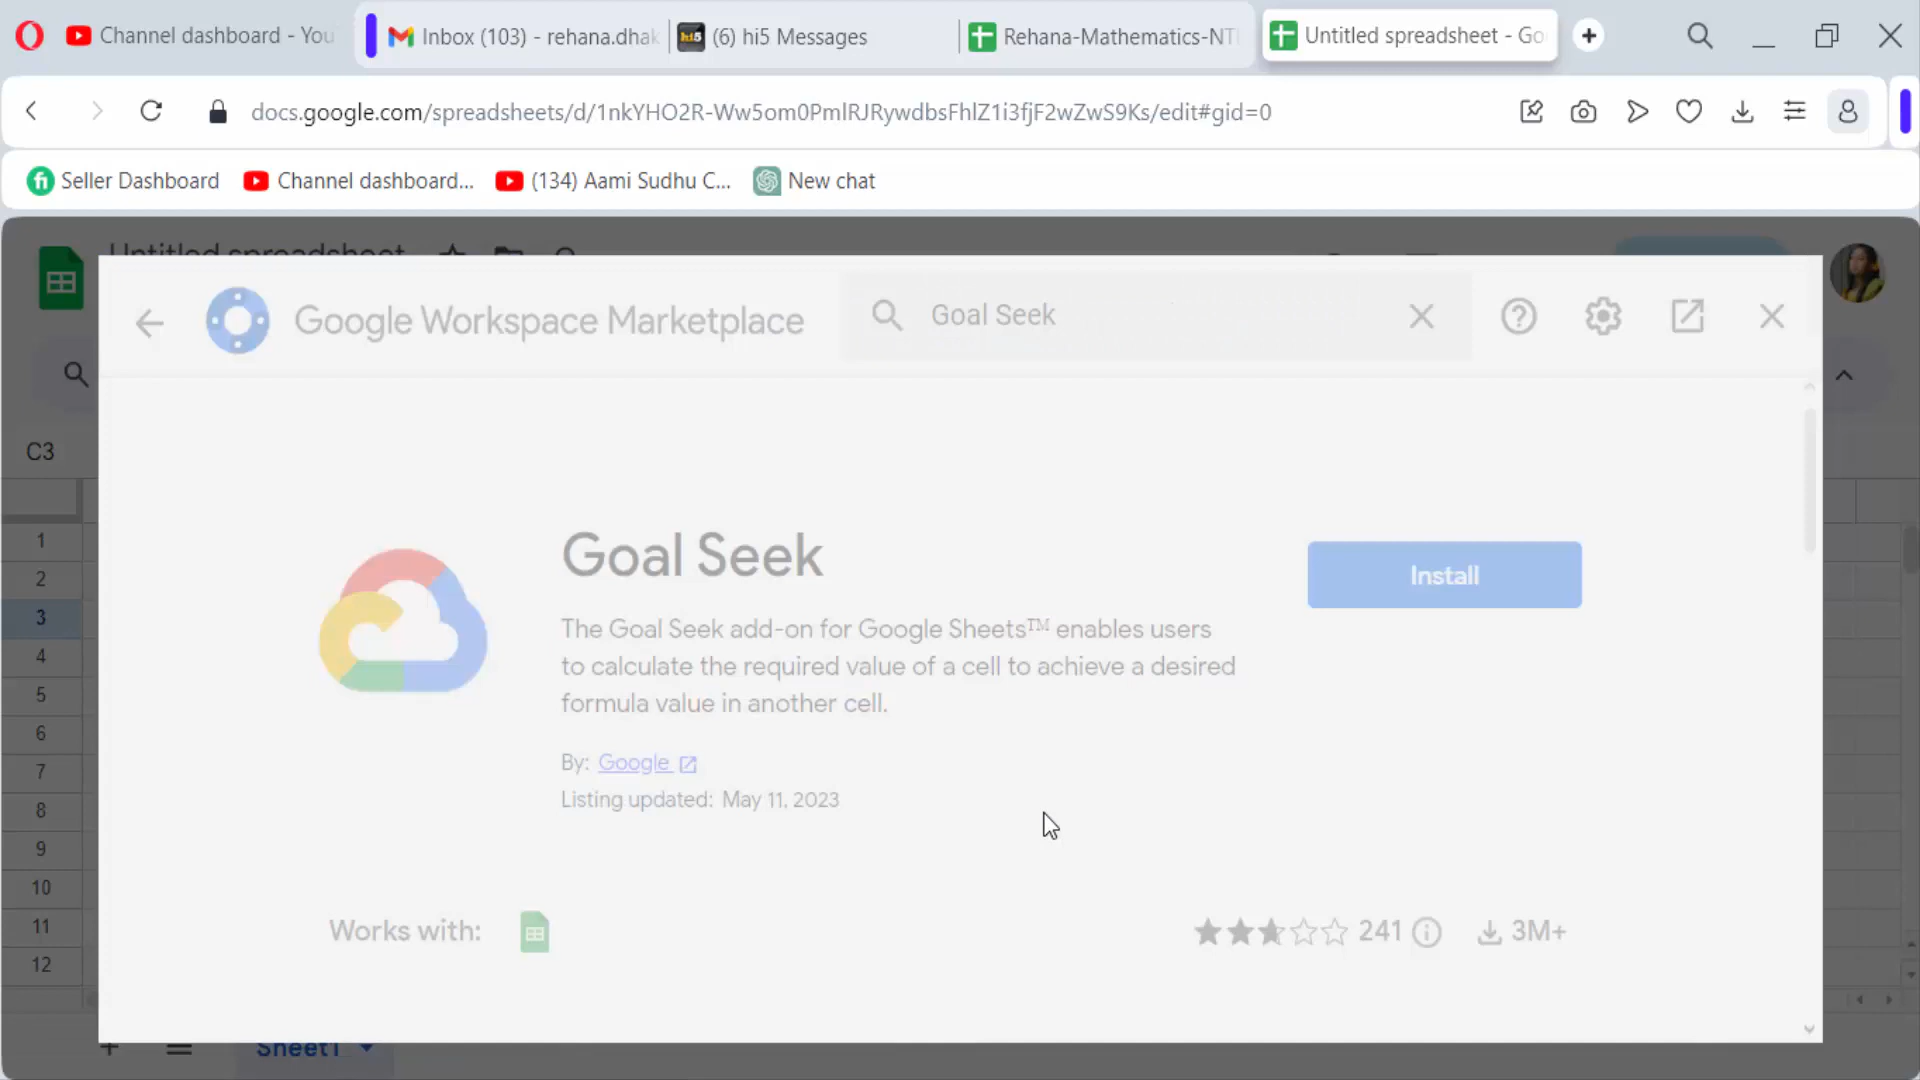 Channel dashboard - You
Inbox (103) - rehana.dhak
(6) hi5 Messages
Rehana-Mathematics-NT
Untitled spreadsheet - Go
docs.google.com/spreadsheets/d/1nkYHO2R-Ww5om0PmlRJRywdbsFhlZ1i3fjF2wZwS9Ks/edit#gid=0
Seller Dashboard
Channel dashboard...
(134) Aami Sudhu C...
New chat
Untitled spreadsheet
Google Workspace Marketplace
Goal Seek
C3
Goal Seek
Install
The Goal Seek add-on for Google Sheets™ enables users
to calculate the required value of a cell to achieve a desired
formula value in another cell.
By: Google
Listing updated: May 11, 2023
Works with:
241
3M+
1
2
3
4
5
6
7
8
9
10
11
12
Sheet1